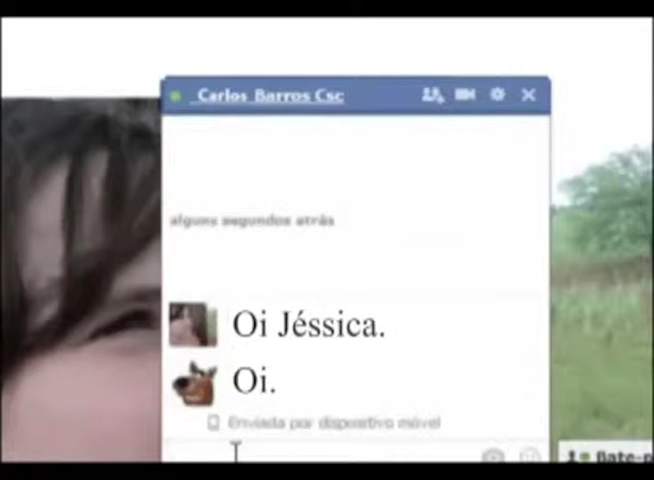 Carlos Barros Csc
alguns segundos atrás
Oi Jéssica.
Oi.
Enviada por dispositivo móvel